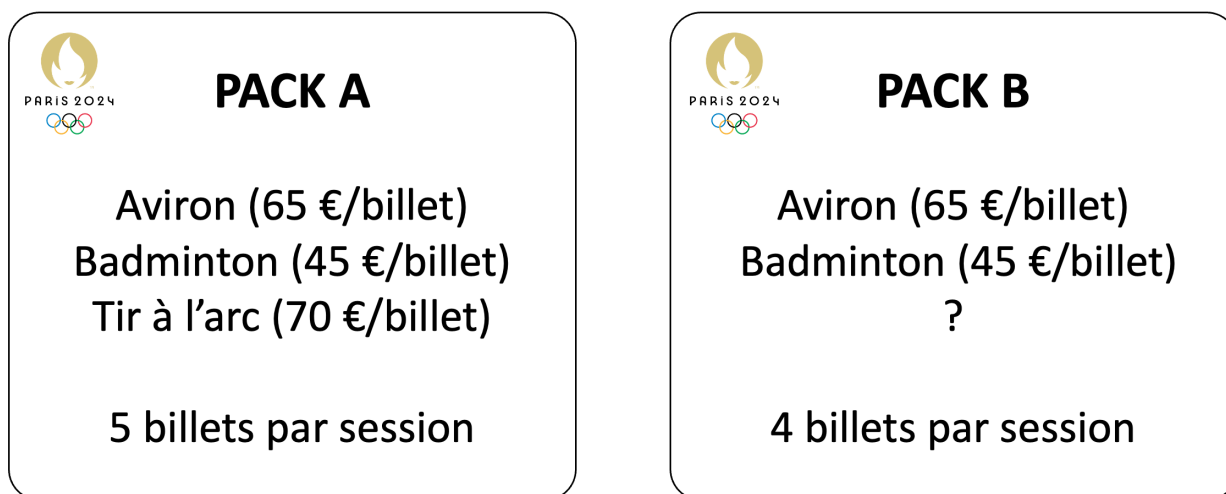 PARIS 2024
PACK A
Aviron (65 €/billet)
Badminton (45 €/billet)
Tir à l’arc (70 €/billet)
5 billets par session
PARIS 2024
PACK B
Aviron (65 €/billet)
Badminton (45 €/billet)
?
4 billets par session